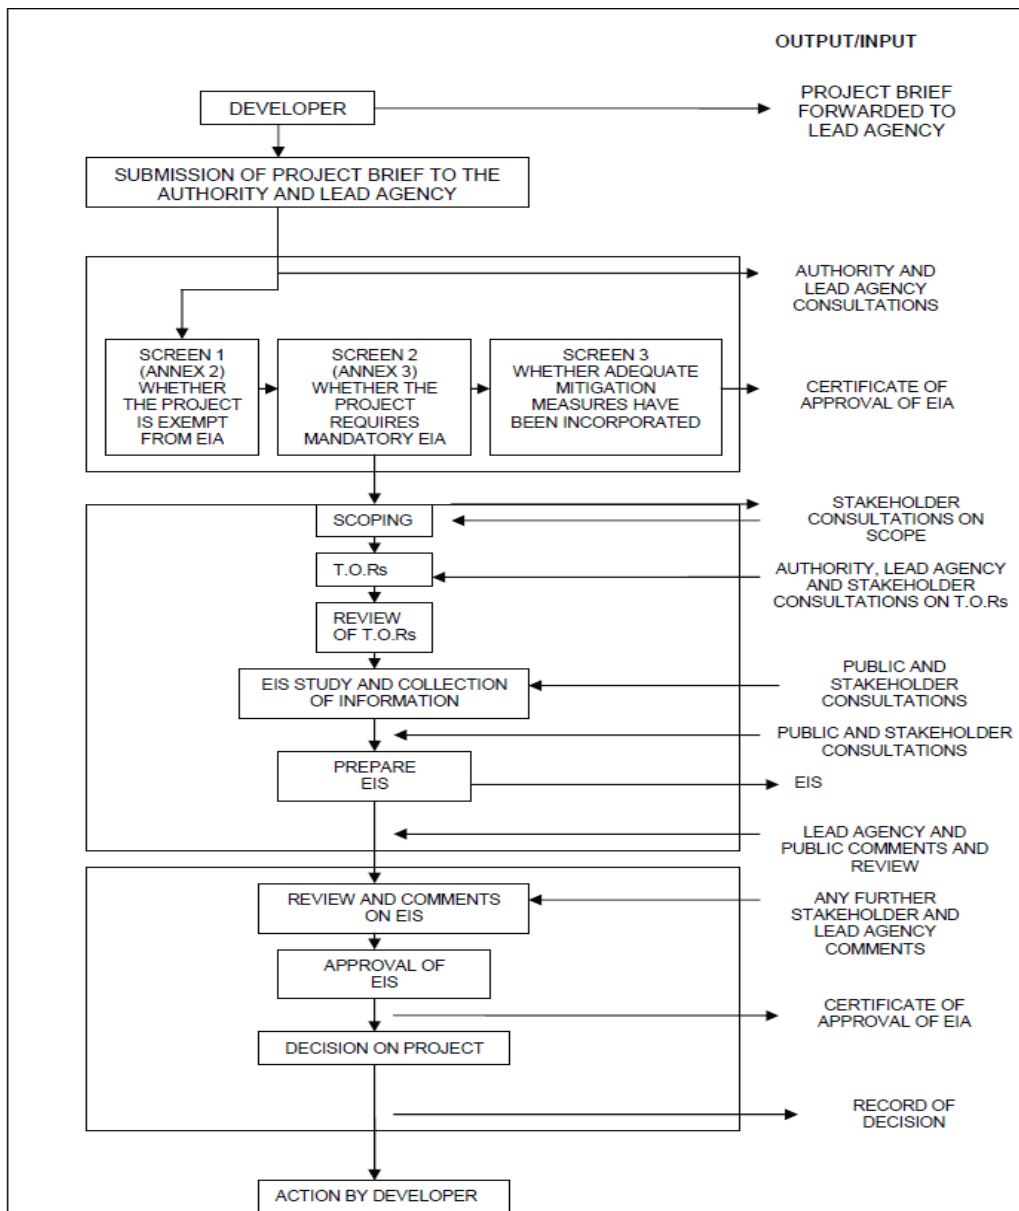 OUTPUT/INPUT
DEVELOPER
PROJECT BRIEF
FORWARDED TO
LEAD AGENCY
SUBMISSION OF PROJECT BRIEF TO THE
AUTHORITY AND LEAD AGENCY
AUTHORITY AND
LEAD AGENCY
CONSULTATIONS
SCREEN 1
(ANNEX 2)
WHETHER
THE PROJECT
IS EXEMPT
FROM EIA
SCREEN 2
(ANNEX 3)
WHETHER THE
PROJECT
REQUIRES
MANDATORY EIA
SCREEN 3
WHETHER ADEQUATE
MITIGATION
MEASURES HAVE
BEEN INCORPORATED
CERTIFICATE OF
APPROVAL OF EIA
SCOPING
STAKEHOLDER
CONSULTATIONS ON
SCOPE
T.O.Rs
AUTHORITY, LEAD AGENCY
AND STAKEHOLDER
CONSULTATIONS ON T.O.Rs
REVIEW
OF T.O.Rs
EIS STUDY AND COLLECTION
OF INFORMATION
PUBLIC AND
STAKEHOLDER
CONSULTATIONS
PUBLIC AND STAKEHOLDER
CONSULTATIONS
PREPARE
EIS
EIS
LEAD AGENCY AND
PUBLIC COMMENTS AND
REVIEW
REVIEW AND COMMENTS
ON EIS
ANY FURTHER
STAKEHOLDER AND
LEAD AGENCY
COMMENTS
APPROVAL OF
EIS
CERTIFICATE OF
APPROVAL OF EIA
DECISION ON PROJECT
RECORD OF
DECISION
ACTION BY DEVELOPER